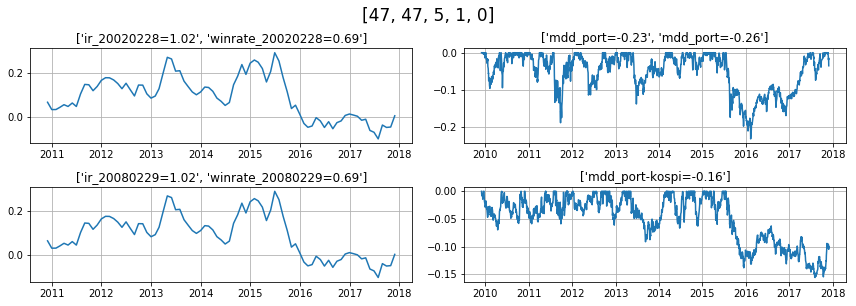 [47, 47, 5, 1, 0]
['ir_20020228=1.02', 'winrate_20020228=0.69']
0.2
0.0
2011 2012 2013 2014 2015 2016 2017 2018
['mdd_port=-0.23', 'mdd_port=-0.26']
0.0
−0.1
−0.2
2010 2011 2012 2013 2014 2015 2016 2017 2018
['ir_20080229=1.02', 'winrate_20080229=0.69']
0.2
0.0
2011 2012 2013 2014 2015 2016 2017 2018
['mdd_port-kospi=-0.16']
0.00
−0.05
−0.10
−0.15
2010 2011 2012 2013 2014 2015 2016 2017 2018